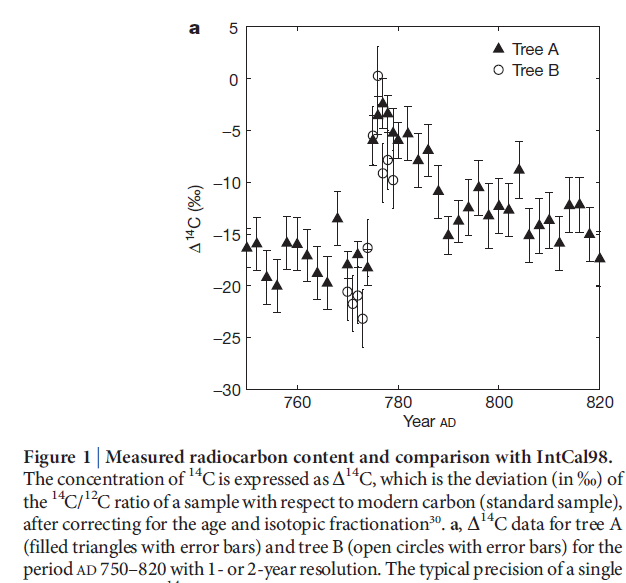 a
5
0
−5
−10
−15
−20
−25
−30
Δ ¹⁴C (‰)
▲ Tree A
○ Tree B
760 780 800 820
Year AD
Figure 1 | Measured radiocarbon content and comparison with IntCal98.
The concentration of ¹⁴C is expressed as Δ¹⁴C, which is the deviation (in ‰) of
the ¹⁴C/¹²C ratio of a sample with respect to modern carbon (standard sample),
after correcting for the age and isotopic fractionation³⁰. a, Δ¹⁴C data for tree A
(filled triangles with error bars) and tree B (open circles with error bars) for the
period AD 750–820 with 1- or 2-year resolution. The typical precision of a single